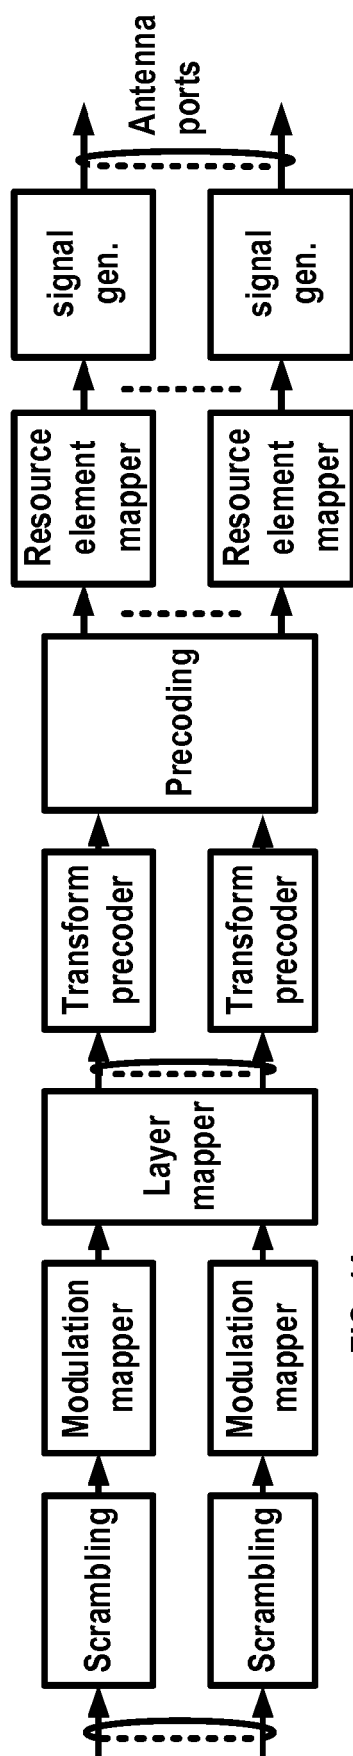 Scrambling
Modulation
mapper
Layer
mapper
Transform
precoder
Precoding
Resource
element
mapper
signal
gen.
Antenna
ports
Scrambling
Modulation
mapper
Transform
precoder
Resource
element
mapper
signal
gen.